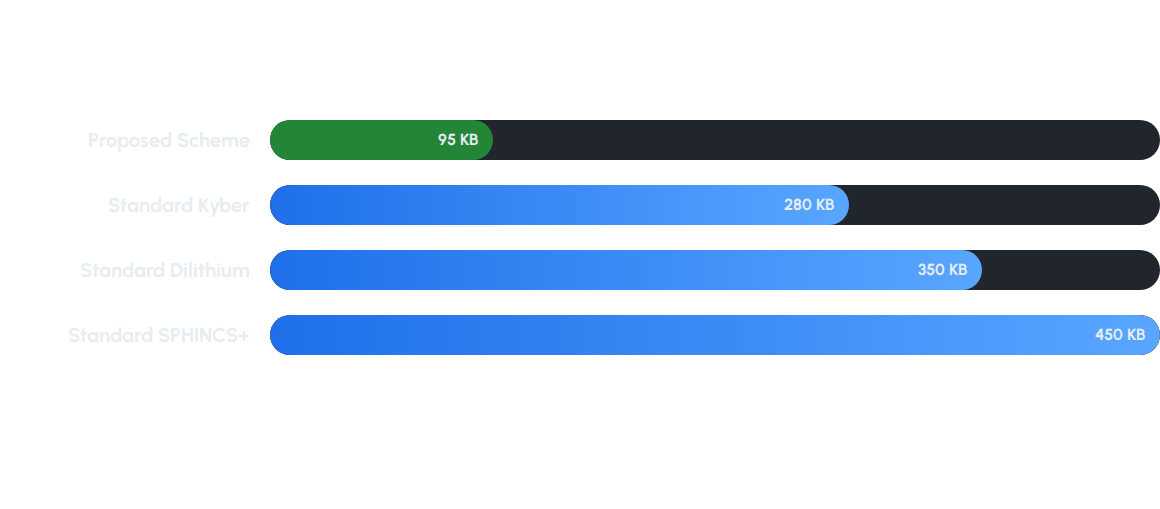 Proposed Scheme 95 KB
Standard Kyber 280 KB
Standard Dilithium 350 KB
Standard SPHINCS+ 450 KB